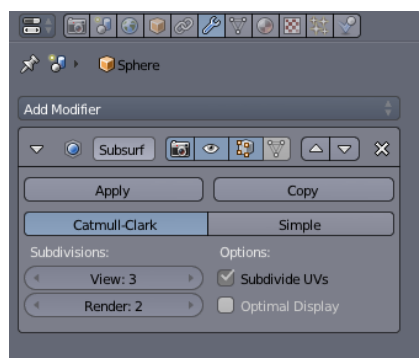 Sphere
Add Modifier
Subsurf
Apply Copy
Catmull-Clark Simple
Subdivisions: Options:
View: 3 Subdivide UVs
Render: 2 Optimal Display